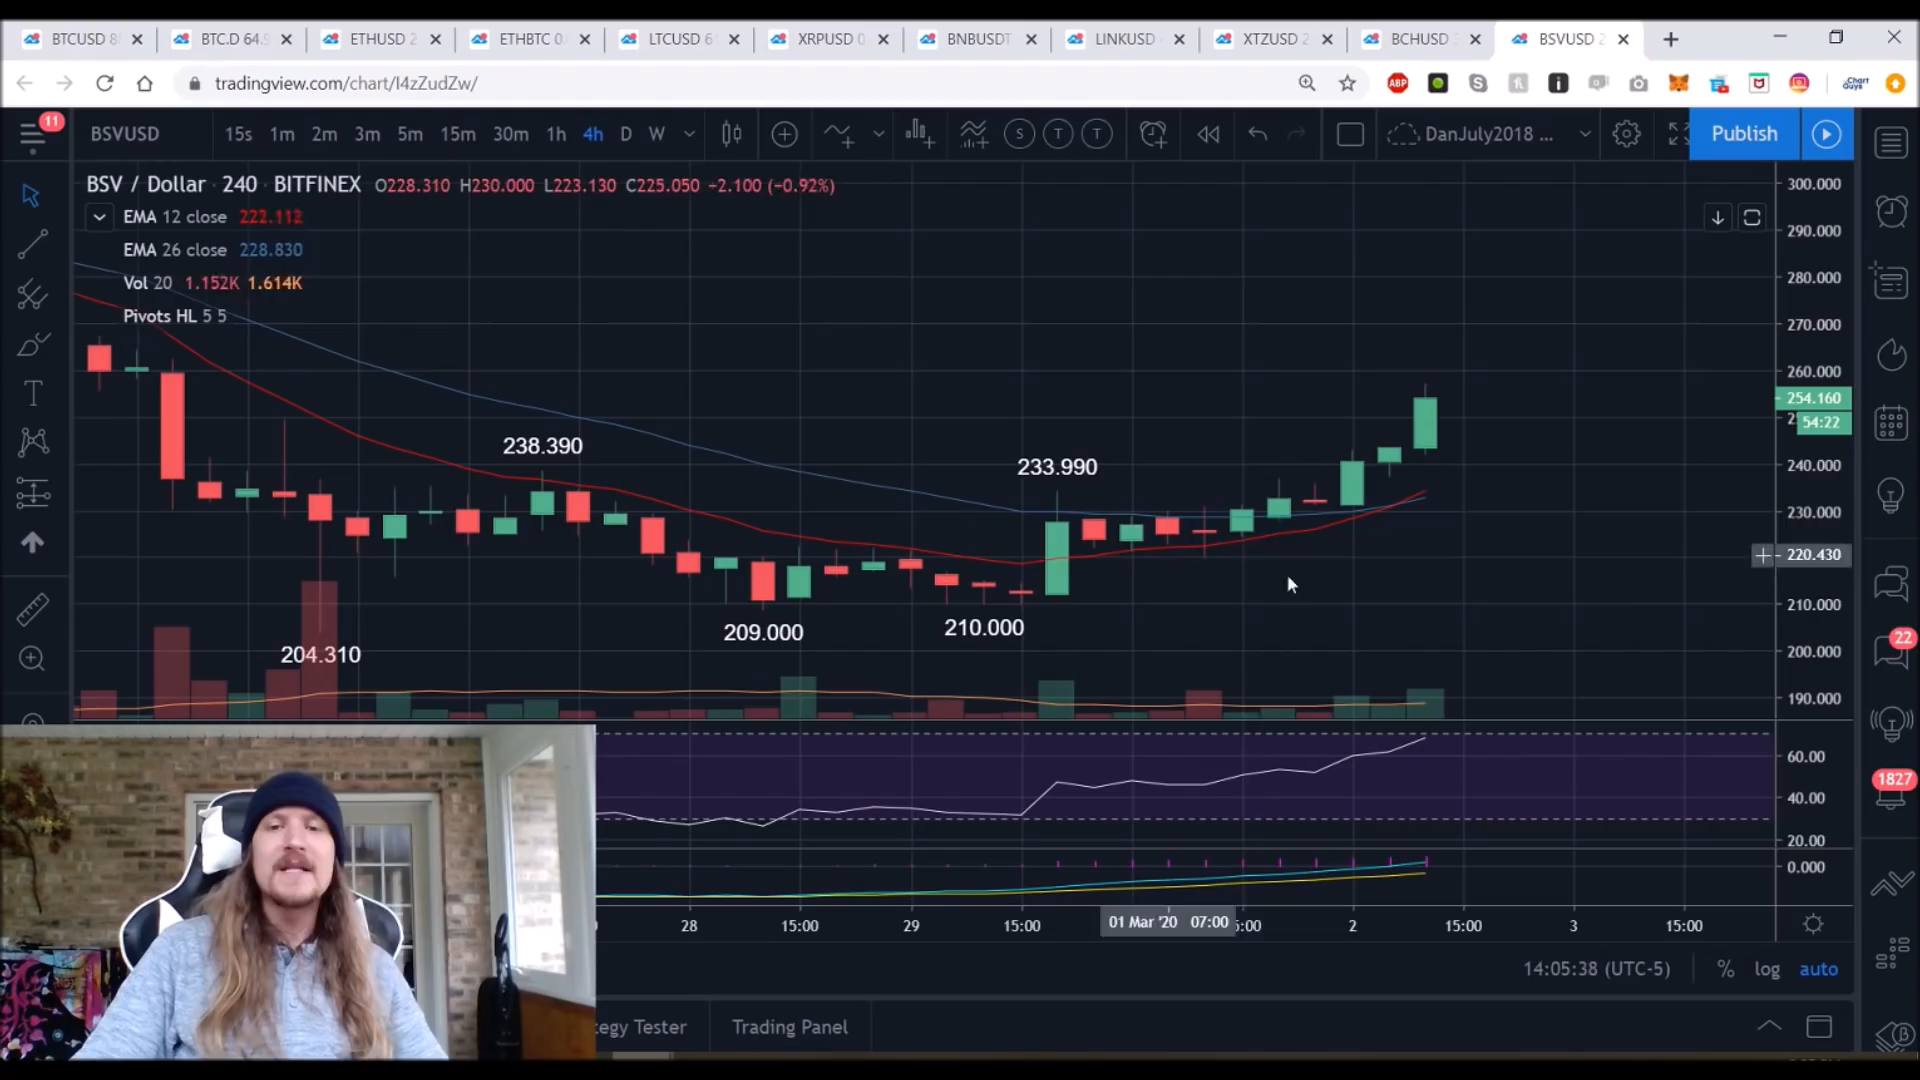 BTCUSD 8
BTC.D 64.9
ETHUSD 2
ETHBTC 0.
LTCUSD 6
XRPUSD 0
BNBUSDT
LINKUSD
XTZUSD 2
BCHUSD 3
BSVUSD 2
tradingview.com/chart/I4zZudZw/
ABP
Chart Guys
11
BSVUSD
15s 1m 2m 3m 5m 15m 30m 1h 4h D W
S T T
DanJuly2018 ...
Publish
BSV / Dollar · 240 · BITFINEX O228.310 H230.000 L223.130 C225.050 −2.100 (−0.92%)
EMA 12 close 222.112
EMA 26 close 228.830
Vol 20 1.152K 1.614K
Pivots HL 5 5
300.000
290.000
280.000
270.000
260.000
254.160
54:22
240.000
230.000
220.430
210.000
200.000
190.000
238.390
233.990
209.000
210.000
204.310
60.00
40.00
20.00
0.000
22
1827
28 15:00 29 15:00 01 Mar '20 07:00 5:00 2 15:00 3 15:00
14:05:38 (UTC-5) % log auto
tegy Tester
Trading Panel